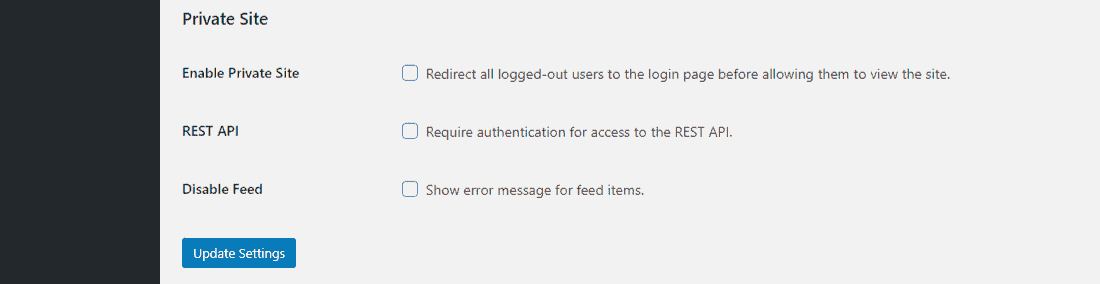 Private Site
Enable Private Site
Redirect all logged-out users to the login page before allowing them to view the site.
REST API
Require authentication for access to the REST API.
Disable Feed
Show error message for feed items.
Update Settings